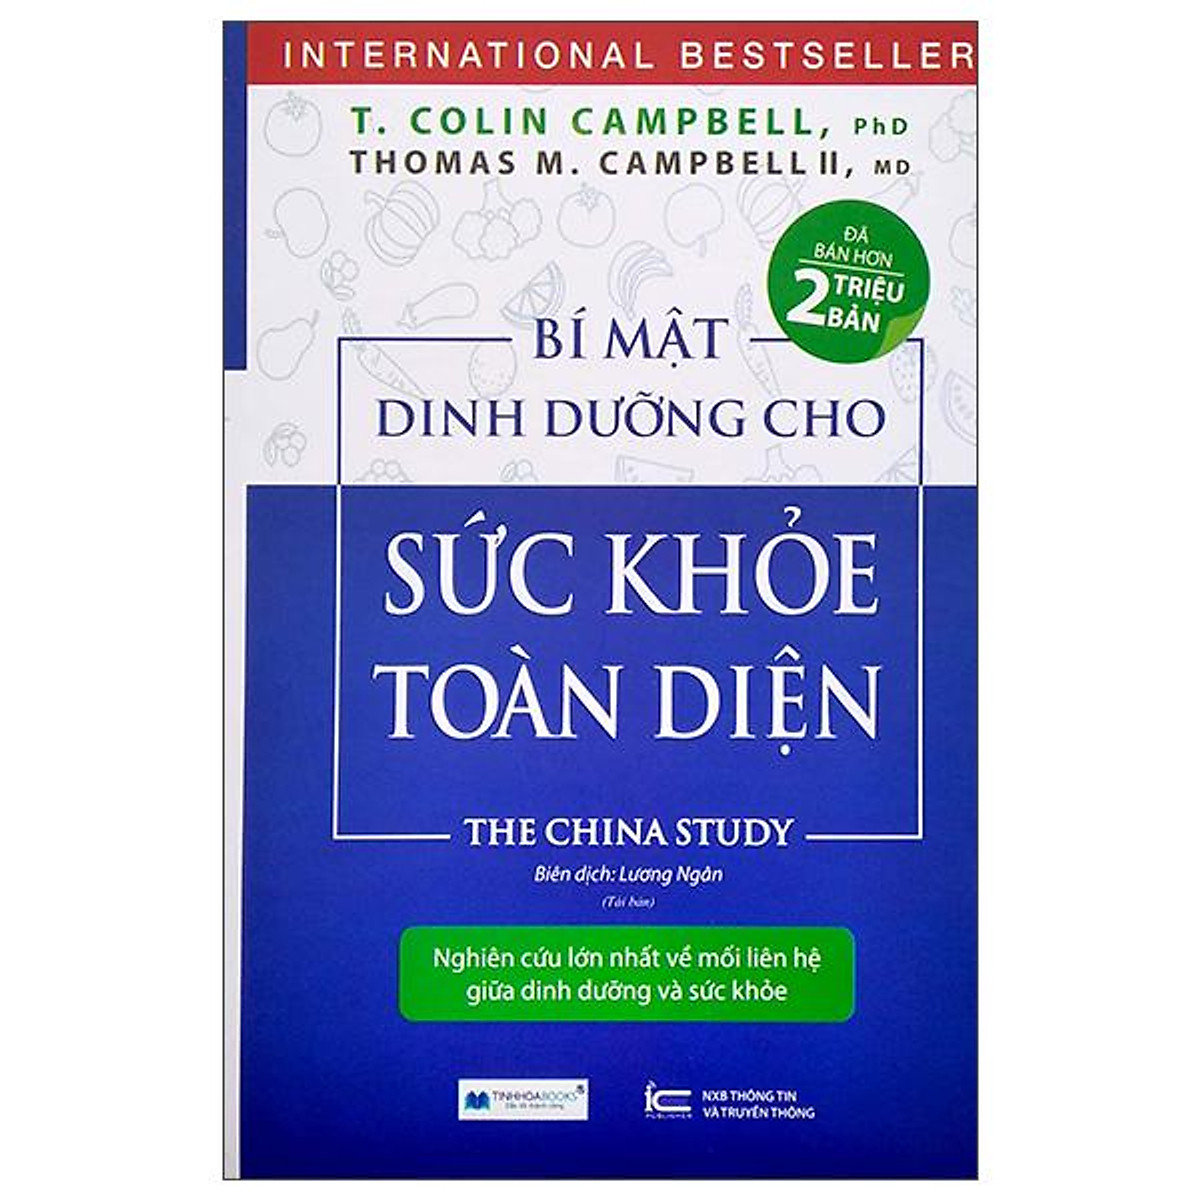 INTERNATIONAL BESTSELLER
T. COLIN CAMPBELL, PhD
THOMAS M. CAMPBELL II, MD
ĐÃ
BÁN HƠN
2 TRIỆU
BẢN
BÍ MẬT
DINH DƯỠNG CHO
SỨC KHỎE
TOÀN DIỆN
THE CHINA STUDY
Biên dịch: Lương Ngân
(Tái bản)
Nghiên cứu lớn nhất về mối liên hệ
giữa dinh dưỡng và sức khỏe
TINHHOABOOKS
NXB THÔNG TIN
VÀ TRUYỀN THÔNG